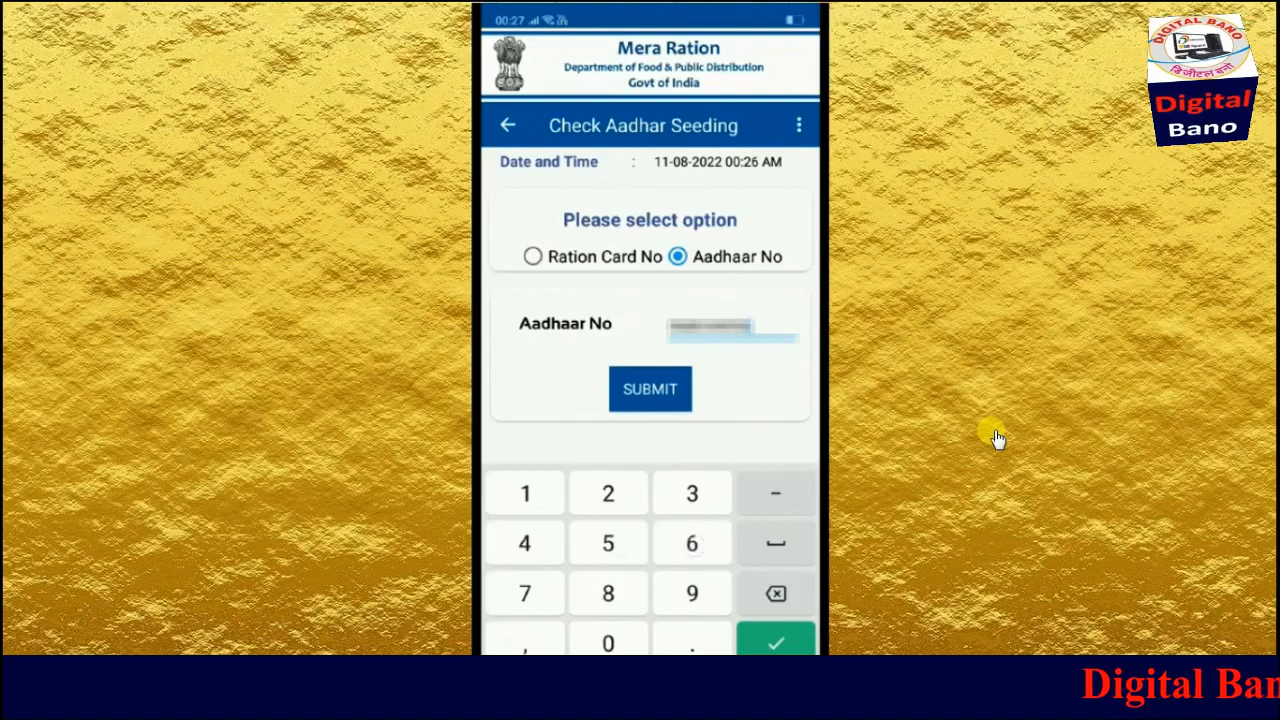 00:27
Mera Ration
Department of Food & Public Distribution
Govt of India
Check Aadhar Seeding
Date and Time : 11-08-2022 00:26 AM
Please select option
Ration Card No Aadhaar No
Aadhaar No
SUBMIT
1 2 3 -
4 5 6
7 8 9
, 0 .
DIGITAL BANO
डिजीटल बनो
Digital
Bano
Digital Ban